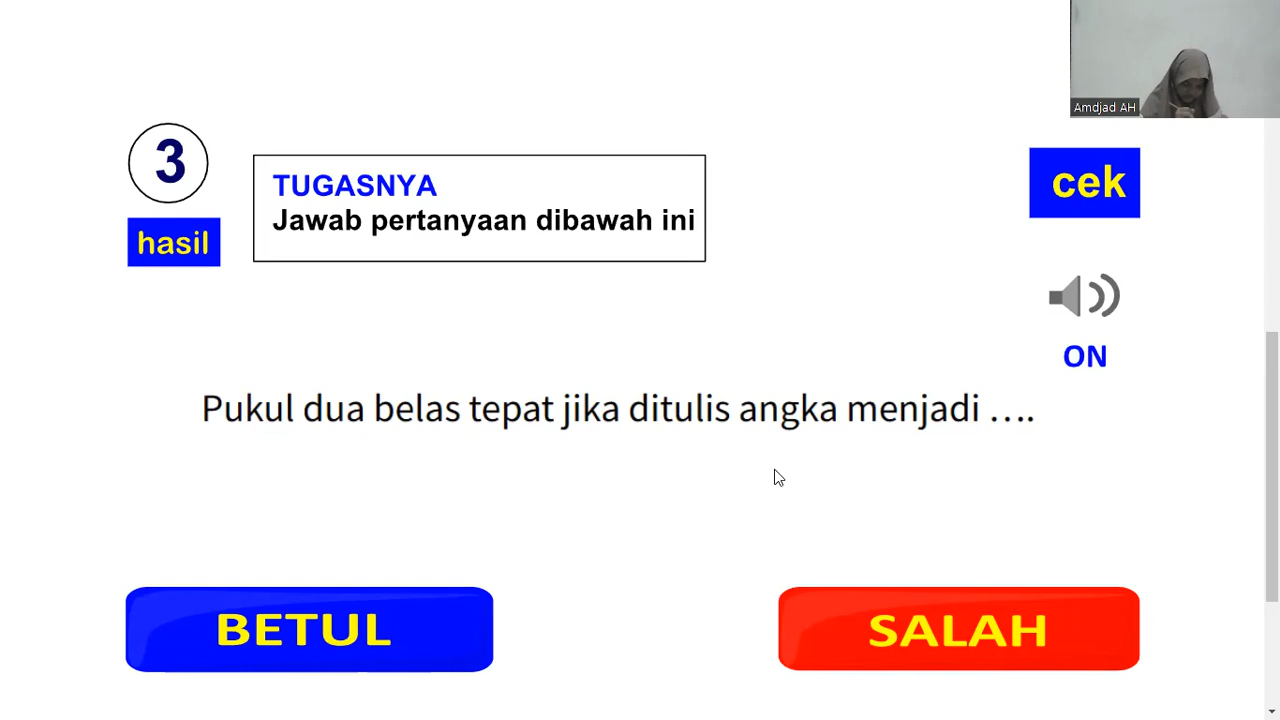 Amdjad AH
3
TUGASNYA
Jawab pertanyaan dibawah ini
cek
hasil
ON
Pukul dua belas tepat jika ditulis angka menjadi ….
BETUL
SALAH